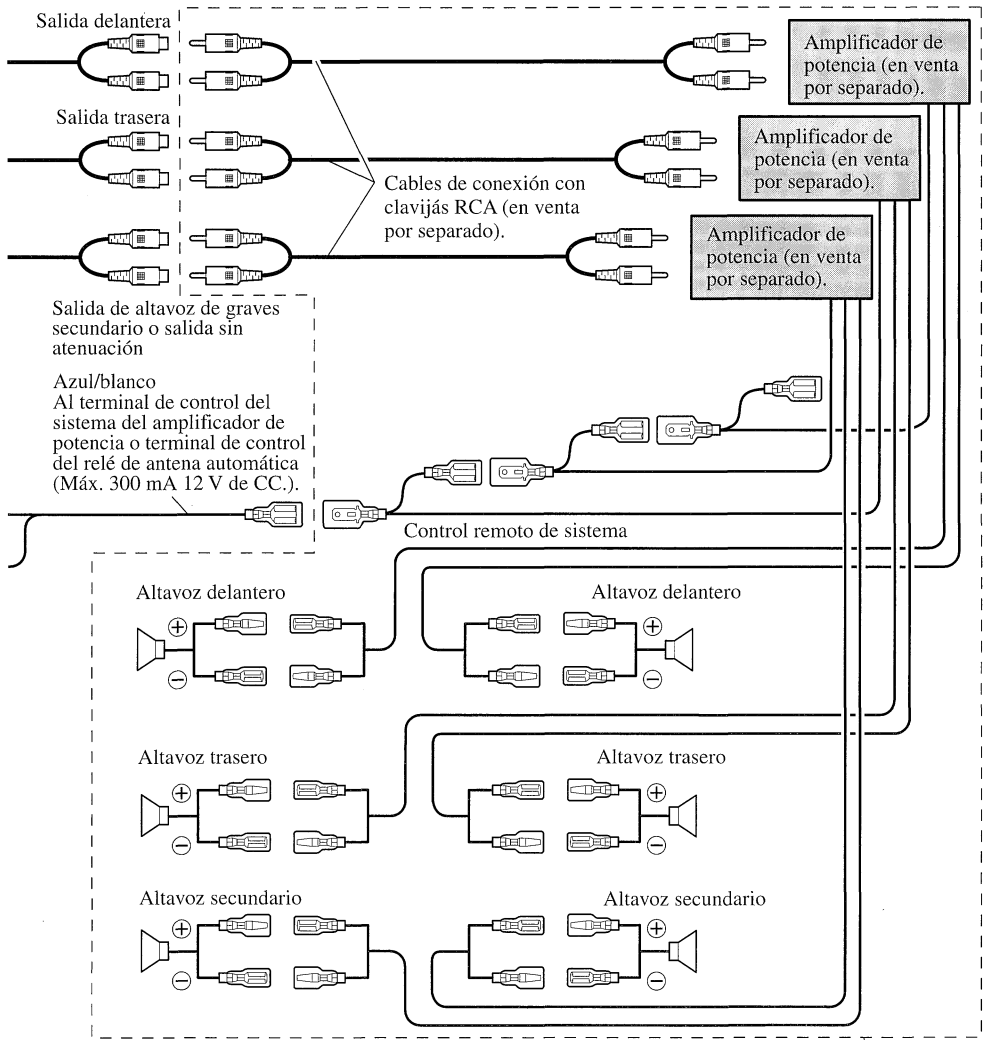 Salida delantera
Amplificador de
potencia (en venta
por separado).
Salida trasera
Amplificador de
potencia (en venta
por separado).
Cables de conexión con
clavijás RCA (en venta
por separado).
Amplificador de
potencia (en venta
por separado).
Salida de altavoz de graves
secundario o salida sin
atenuación
Azul/blanco
Al terminal de control del
sistema del amplificador de
potencia o terminal de control
del relé de antena automática
(Máx. 300 mA 12 V de CC.).
Control remoto de sistema
Altavoz delantero
Altavoz delantero
+
+
−
−
Altavoz trasero
Altavoz trasero
+
+
−
−
Altavoz secundario
Altavoz secundario
+
+
−
−